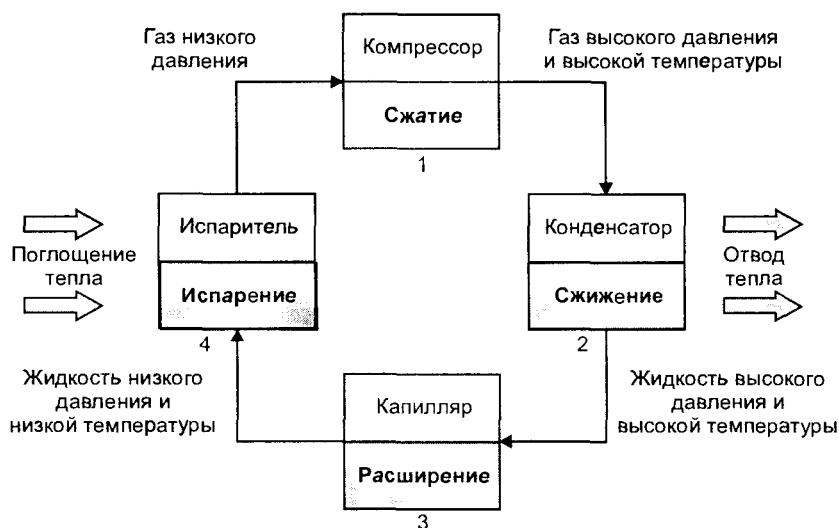 Газ низкого
давления
Компрессор
Сжатие
1
Газ высокого давления
и высокой температуры
Поглощение
тепла
Испаритель
Испарение
4
Конденсатор
Сжижение
2
Отвод
тепла
Жидкость низкого
давления и
низкой температуры
Капилляр
Расширение
3
Жидкость высокого
давления и
высокой температуры